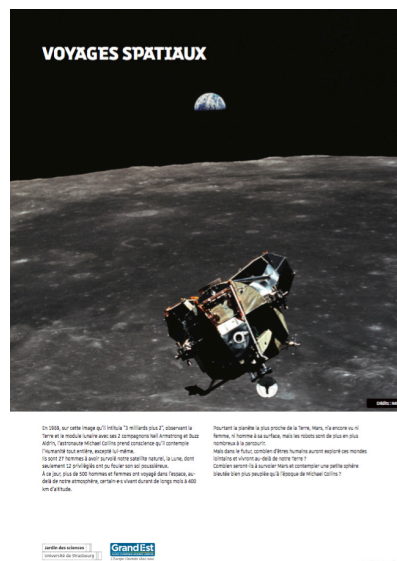 VOYAGES SPATIAUX
En 1969, sur cette image qu'il intitula "3 milliards plus 2", observant la
Terre et le module lunaire avec ses 2 compagnons Neil Armstrong et Buzz
Aldrin, l'astronaute Michael Collins prend conscience qu'il contemple
l'Humanité tout entière, excepté lui-même.
Ils sont 27 hommes à avoir survolé notre satellite naturel, la Lune, dont
seulement 12 privilégiés ont pu fouler son sol poussiéreux.
À ce jour, plus de 500 hommes et femmes ont voyagé dans l'espace, au-
delà de notre atmosphère, certain·e·s vivant durent de longs mois à 400
km d'altitude.
Pourtant la planète la plus proche de la Terre, Mars, n'a encore vu ni
femme, ni homme à sa surface, mais les robots sont de plus en plus
nombreux à la parcourir.
Mais dans le futur, combien d'êtres humains auront exploré ces mondes
lointains et vivront au-delà de notre Terre ?
Combien seront-ils à survoler Mars et contempler une petite sphère
bleutée bien plus peuplée qu'à l'époque de Michael Collins ?
Jardin des sciences
Université de Strasbourg
Grand Est